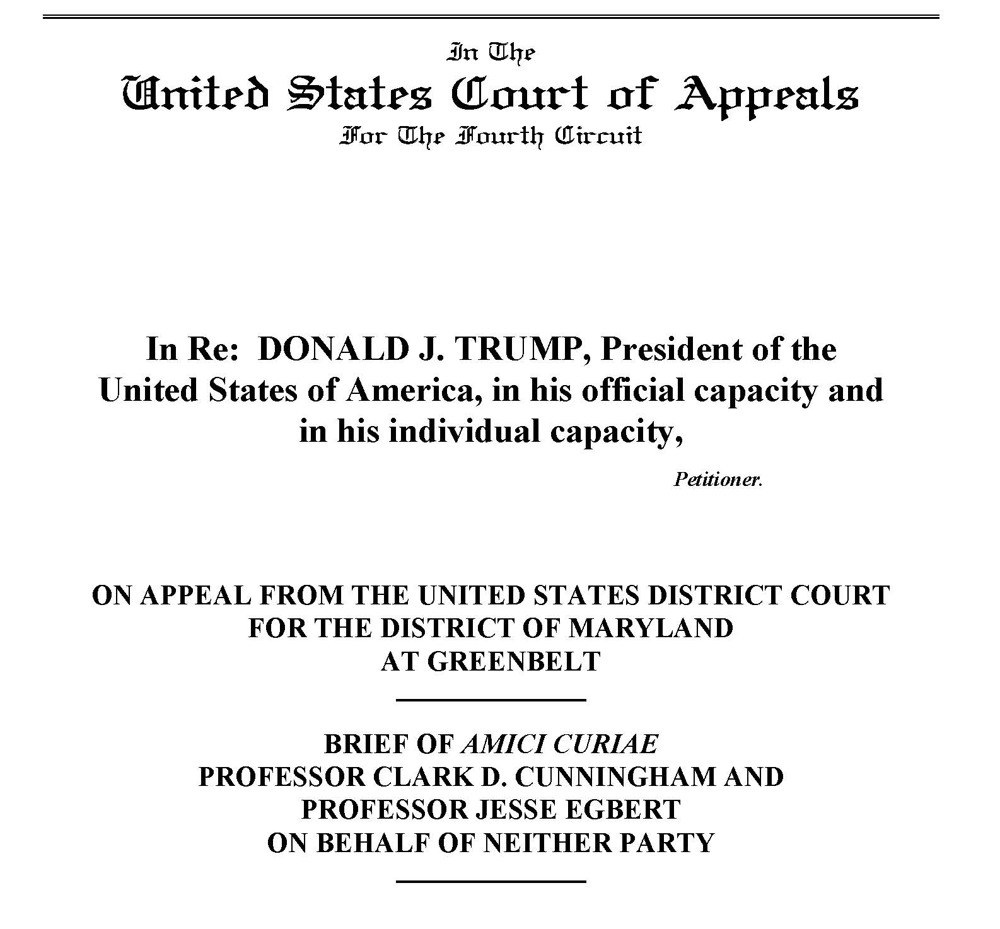 In The
United States Court of Appeals
For The Fourth Circuit
In Re: DONALD J. TRUMP, President of the
United States of America, in his official capacity and
in his individual capacity,
Petitioner.
ON APPEAL FROM THE UNITED STATES DISTRICT COURT
FOR THE DISTRICT OF MARYLAND
AT GREENBELT
BRIEF OF AMICI CURIAE
PROFESSOR CLARK D. CUNNINGHAM AND
PROFESSOR JESSE EGBERT
ON BEHALF OF NEITHER PARTY